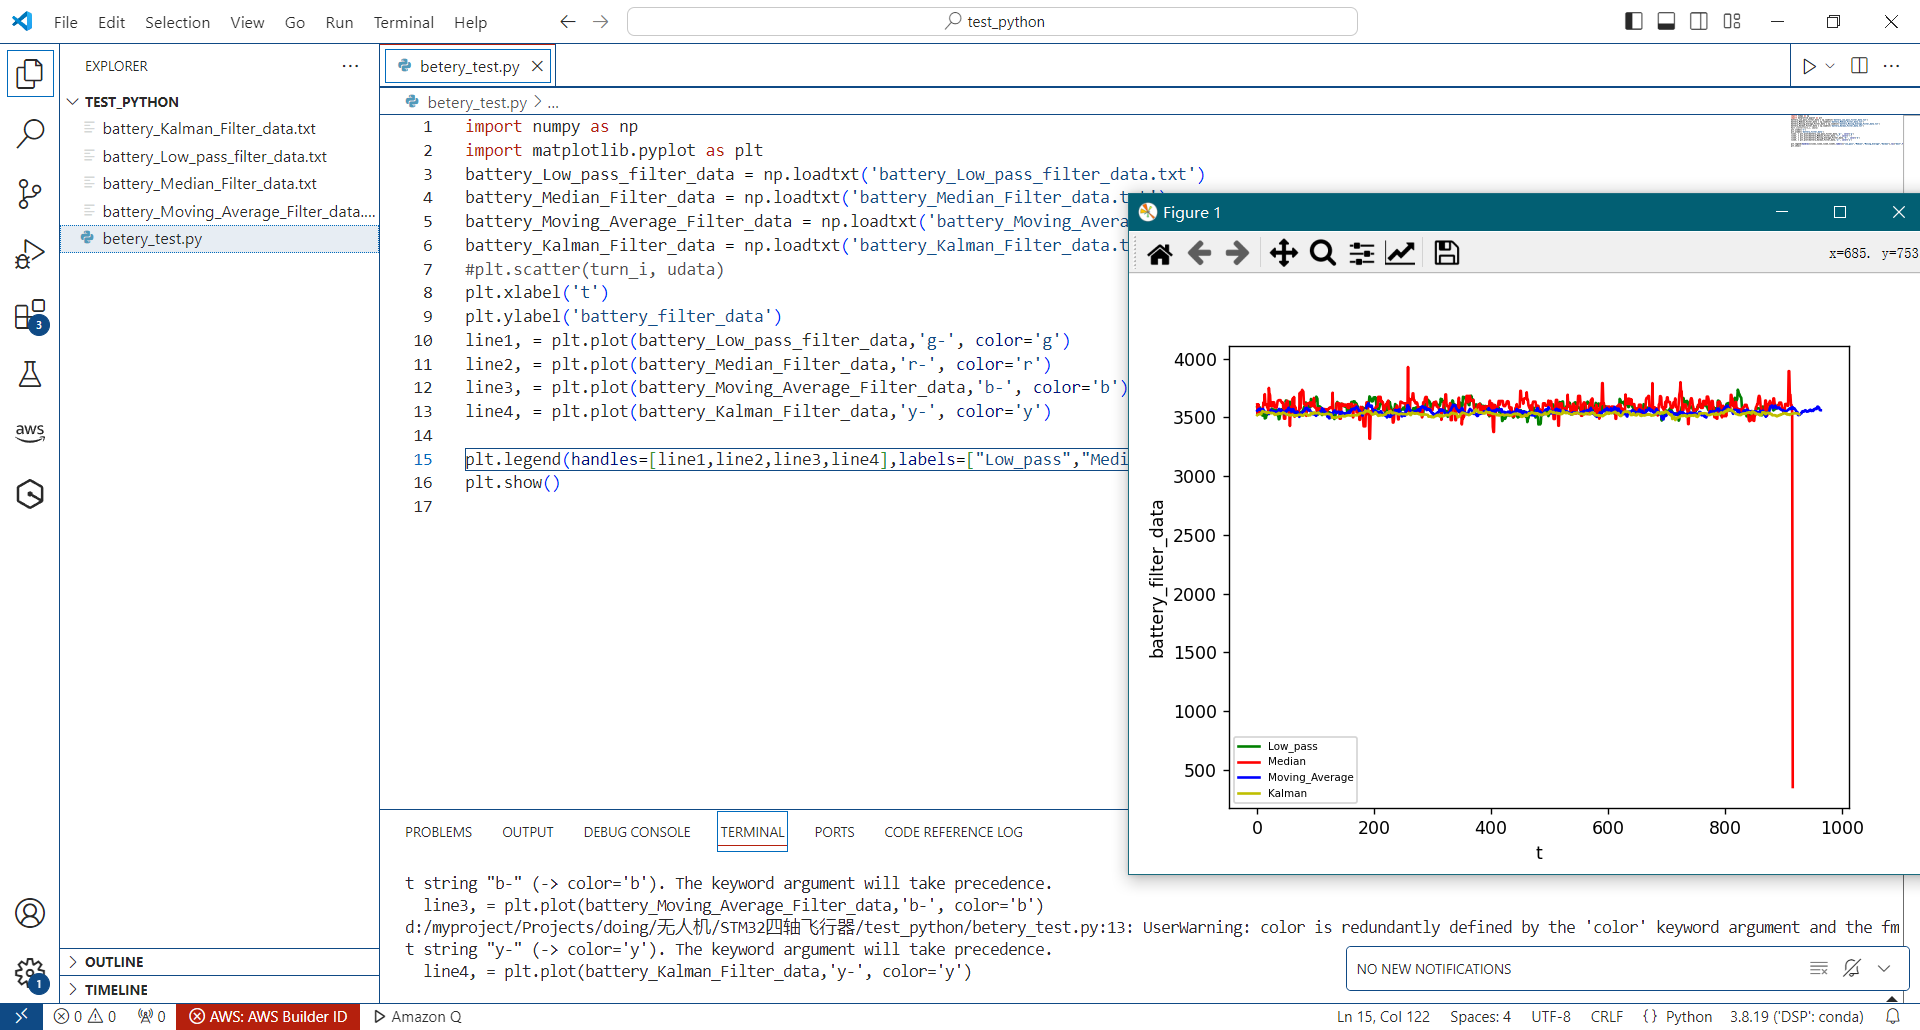 File Edit Selection View Go Run Terminal Help
test_python
EXPLORER
betery_test.py
TEST_PYTHON
battery_Kalman_Filter_data.txt
battery_Low_pass_filter_data.txt
battery_Median_Filter_data.txt
battery_Moving_Average_Filter_data....
betery_test.py
betery_test.py > ...
1 import numpy as np
2 import matplotlib.pyplot as plt
3 battery_Low_pass_filter_data = np.loadtxt('battery_Low_pass_filter_data.txt')
4 battery_Median_Filter_data = np.loadtxt('battery_Median_Filter_data.txt')
5 battery_Moving_Average_Filter_data = np.loadtxt('battery_Moving_Avera
6 battery_Kalman_Filter_data = np.loadtxt('battery_Kalman_Filter_data.t
7 #plt.scatter(turn_i, udata)
8 plt.xlabel('t')
9 plt.ylabel('battery_filter_data')
10 line1, = plt.plot(battery_Low_pass_filter_data,'g-', color='g')
11 line2, = plt.plot(battery_Median_Filter_data,'r-', color='r')
12 line3, = plt.plot(battery_Moving_Average_Filter_data,'b-', color='b')
13 line4, = plt.plot(battery_Kalman_Filter_data,'y-', color='y')
14
15 plt.legend(handles=[line1,line2,line3,line4],labels=["Low_pass","Medi
16 plt.show()
17
Figure 1
x=685. y=753
4000
3500
3000
2500
2000
1500
1000
500
battery_filter_data
Low_pass
Median
Moving_Average
Kalman
0 200 400 600 800 1000
t
PROBLEMS OUTPUT DEBUG CONSOLE TERMINAL PORTS CODE REFERENCE LOG
t string "b-" (-> color='b'). The keyword argument will take precedence.
line3, = plt.plot(battery_Moving_Average_Filter_data,'b-', color='b')
d:/myproject/Projects/doing/无人机/STM32四轴飞行器/test_python/betery_test.py:13: UserWarning: color is redundantly defined by the 'color' keyword argument and the fm
t string "y-" (-> color='y'). The keyword argument will take precedence.
line4, = plt.plot(battery_Kalman_Filter_data,'y-', color='y')
NO NEW NOTIFICATIONS
3
aws
1
OUTLINE
TIMELINE
0 0 0 AWS: AWS Builder ID Amazon Q Ln 15, Col 122 Spaces: 4 UTF-8 CRLF {} Python 3.8.19 ('DSP': conda)